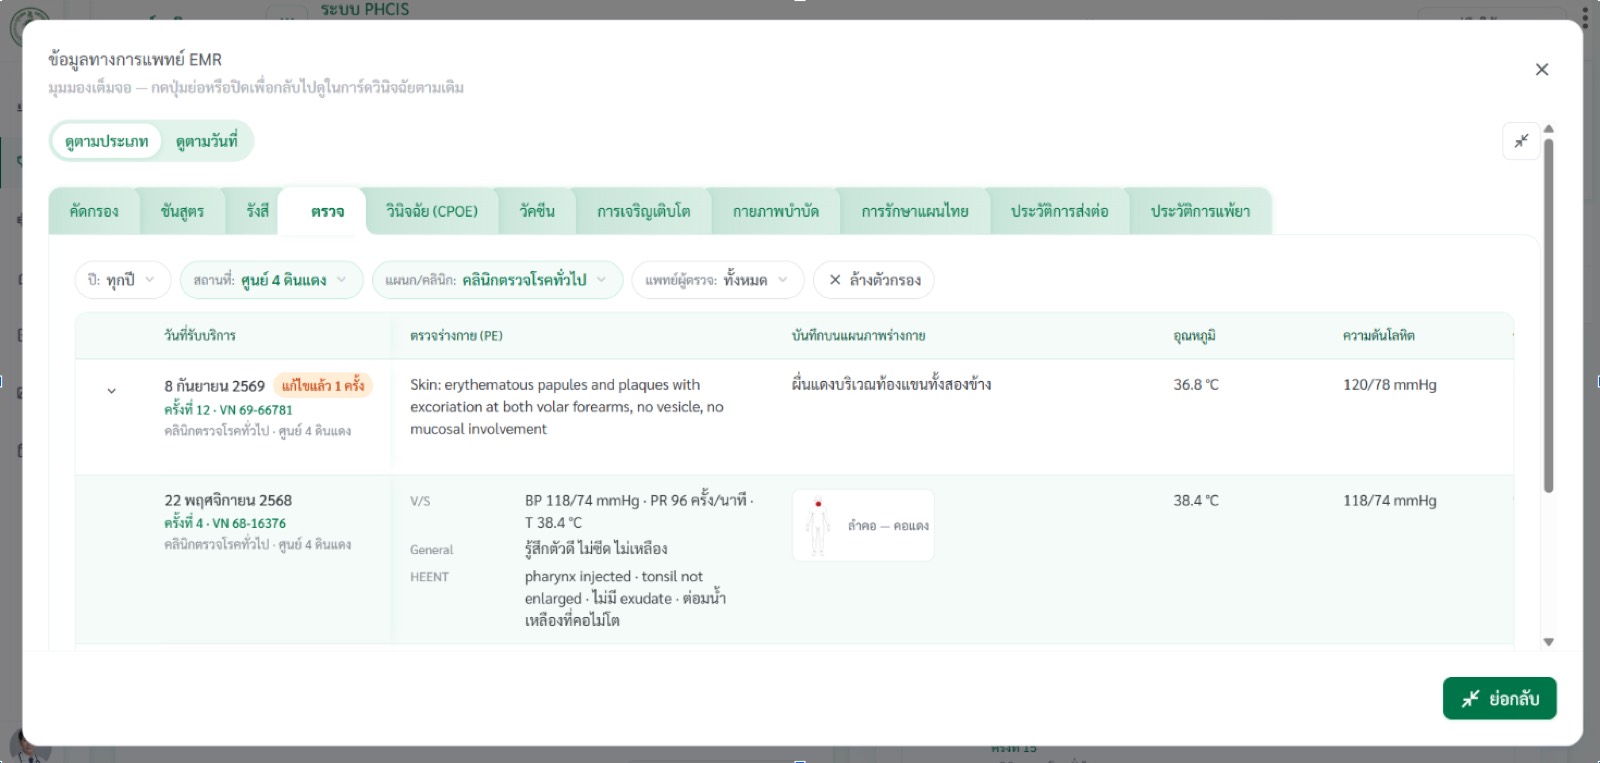 ระบบ PHCIS
ข้อมูลทางการแพทย์ EMR
มุมมองเต็มจอ — กดปุ่มย่อหรือปิดเพื่อกลับไปดูในการ์ดวินิจฉัยตามเดิม
ดูตามประเภท ดูตามวันที่
คัดกรอง ชันสูตร รังสี ตรวจ วินิจฉัย (CPOE) วัคซีน การเจริญเติบโต กายภาพบำบัด การรักษาแผนไทย ประวัติการส่งต่อ ประวัติการแพ้ยา
ปี: ทุกปี สถานที่: ศูนย์ 4 ดินแดง แผนก/คลินิก: คลินิกตรวจโรคทั่วไป แพทย์ผู้ตรวจ: ทั้งหมด ล้างตัวกรอง
วันที่รับบริการ ตรวจร่างกาย (PE) บันทึกบนแผนภาพร่างกาย อุณหภูมิ ความดันโลหิต
8 กันยายน 2569 แก้ไขแล้ว 1 ครั้ง
ครั้งที่ 12 · VN 69-66781
คลินิกตรวจโรคทั่วไป · ศูนย์ 4 ดินแดง
Skin: erythematous papules and plaques with
excoriation at both volar forearms, no vesicle, no
mucosal involvement
ผื่นแดงบริเวณท้องแขนทั้งสองข้าง
36.8 °C
120/78 mmHg
22 พฤศจิกายน 2568
ครั้งที่ 4 · VN 68-16376
คลินิกตรวจโรคทั่วไป · ศูนย์ 4 ดินแดง
V/S BP 118/74 mmHg · PR 96 ครั้ง/นาที ·
T 38.4 °C
General รู้สึกตัวดี ไม่ซีด ไม่เหลือง
HEENT pharynx injected · tonsil not
enlarged · ไม่มี exudate · ต่อมน้ำ
เหลืองที่คอไม่โต
ลำคอ — คอแดง
38.4 °C
118/74 mmHg
ย่อกลับ
ครั้งที่ 15